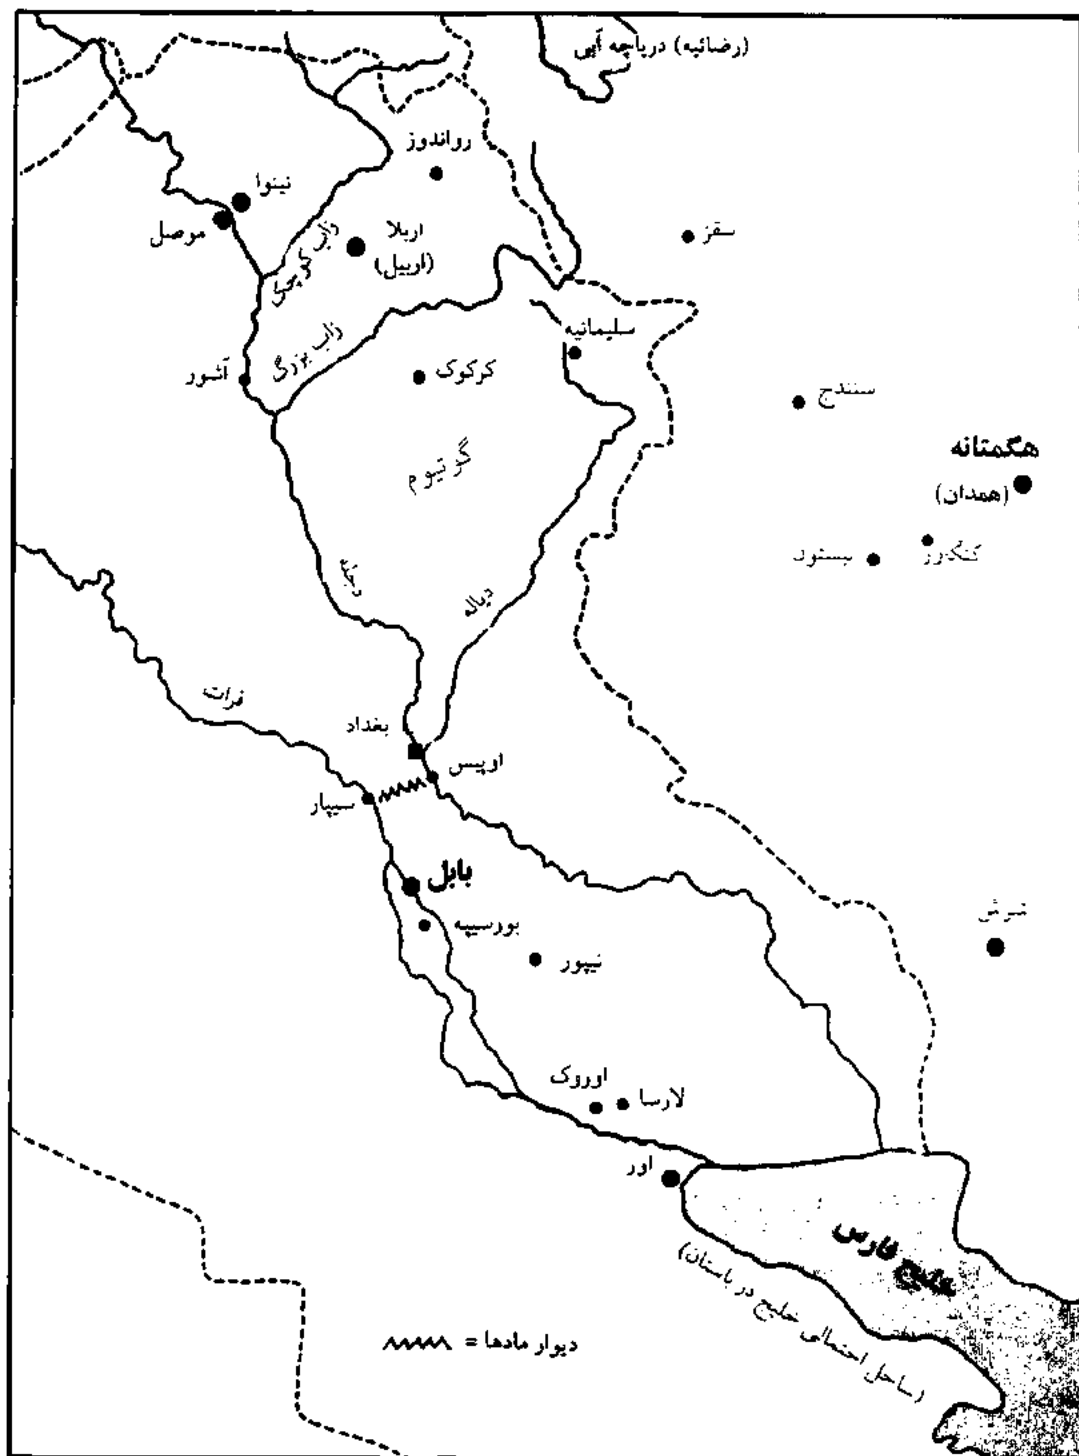 (رضائیه) دریاچه آبی
رواندوز
نینوا
موصل
اربلا
(اربیل)
سقز
زاب کوچک
زاب بزرگ
سلیمانیه
آشور
کرکوک
سنندج
گوتیوم
هگمتانه
(همدان)
کنگاور
بیستون
دجله
دیاله
فرات
بغداد
اوپیس
سیپار
بابل
بورسیپه
نیپور
شوش
اوروک
لارسا
اور
خلیج فارس
(ساحل احتمالی خلیج در باستان)
دیوار مادها =